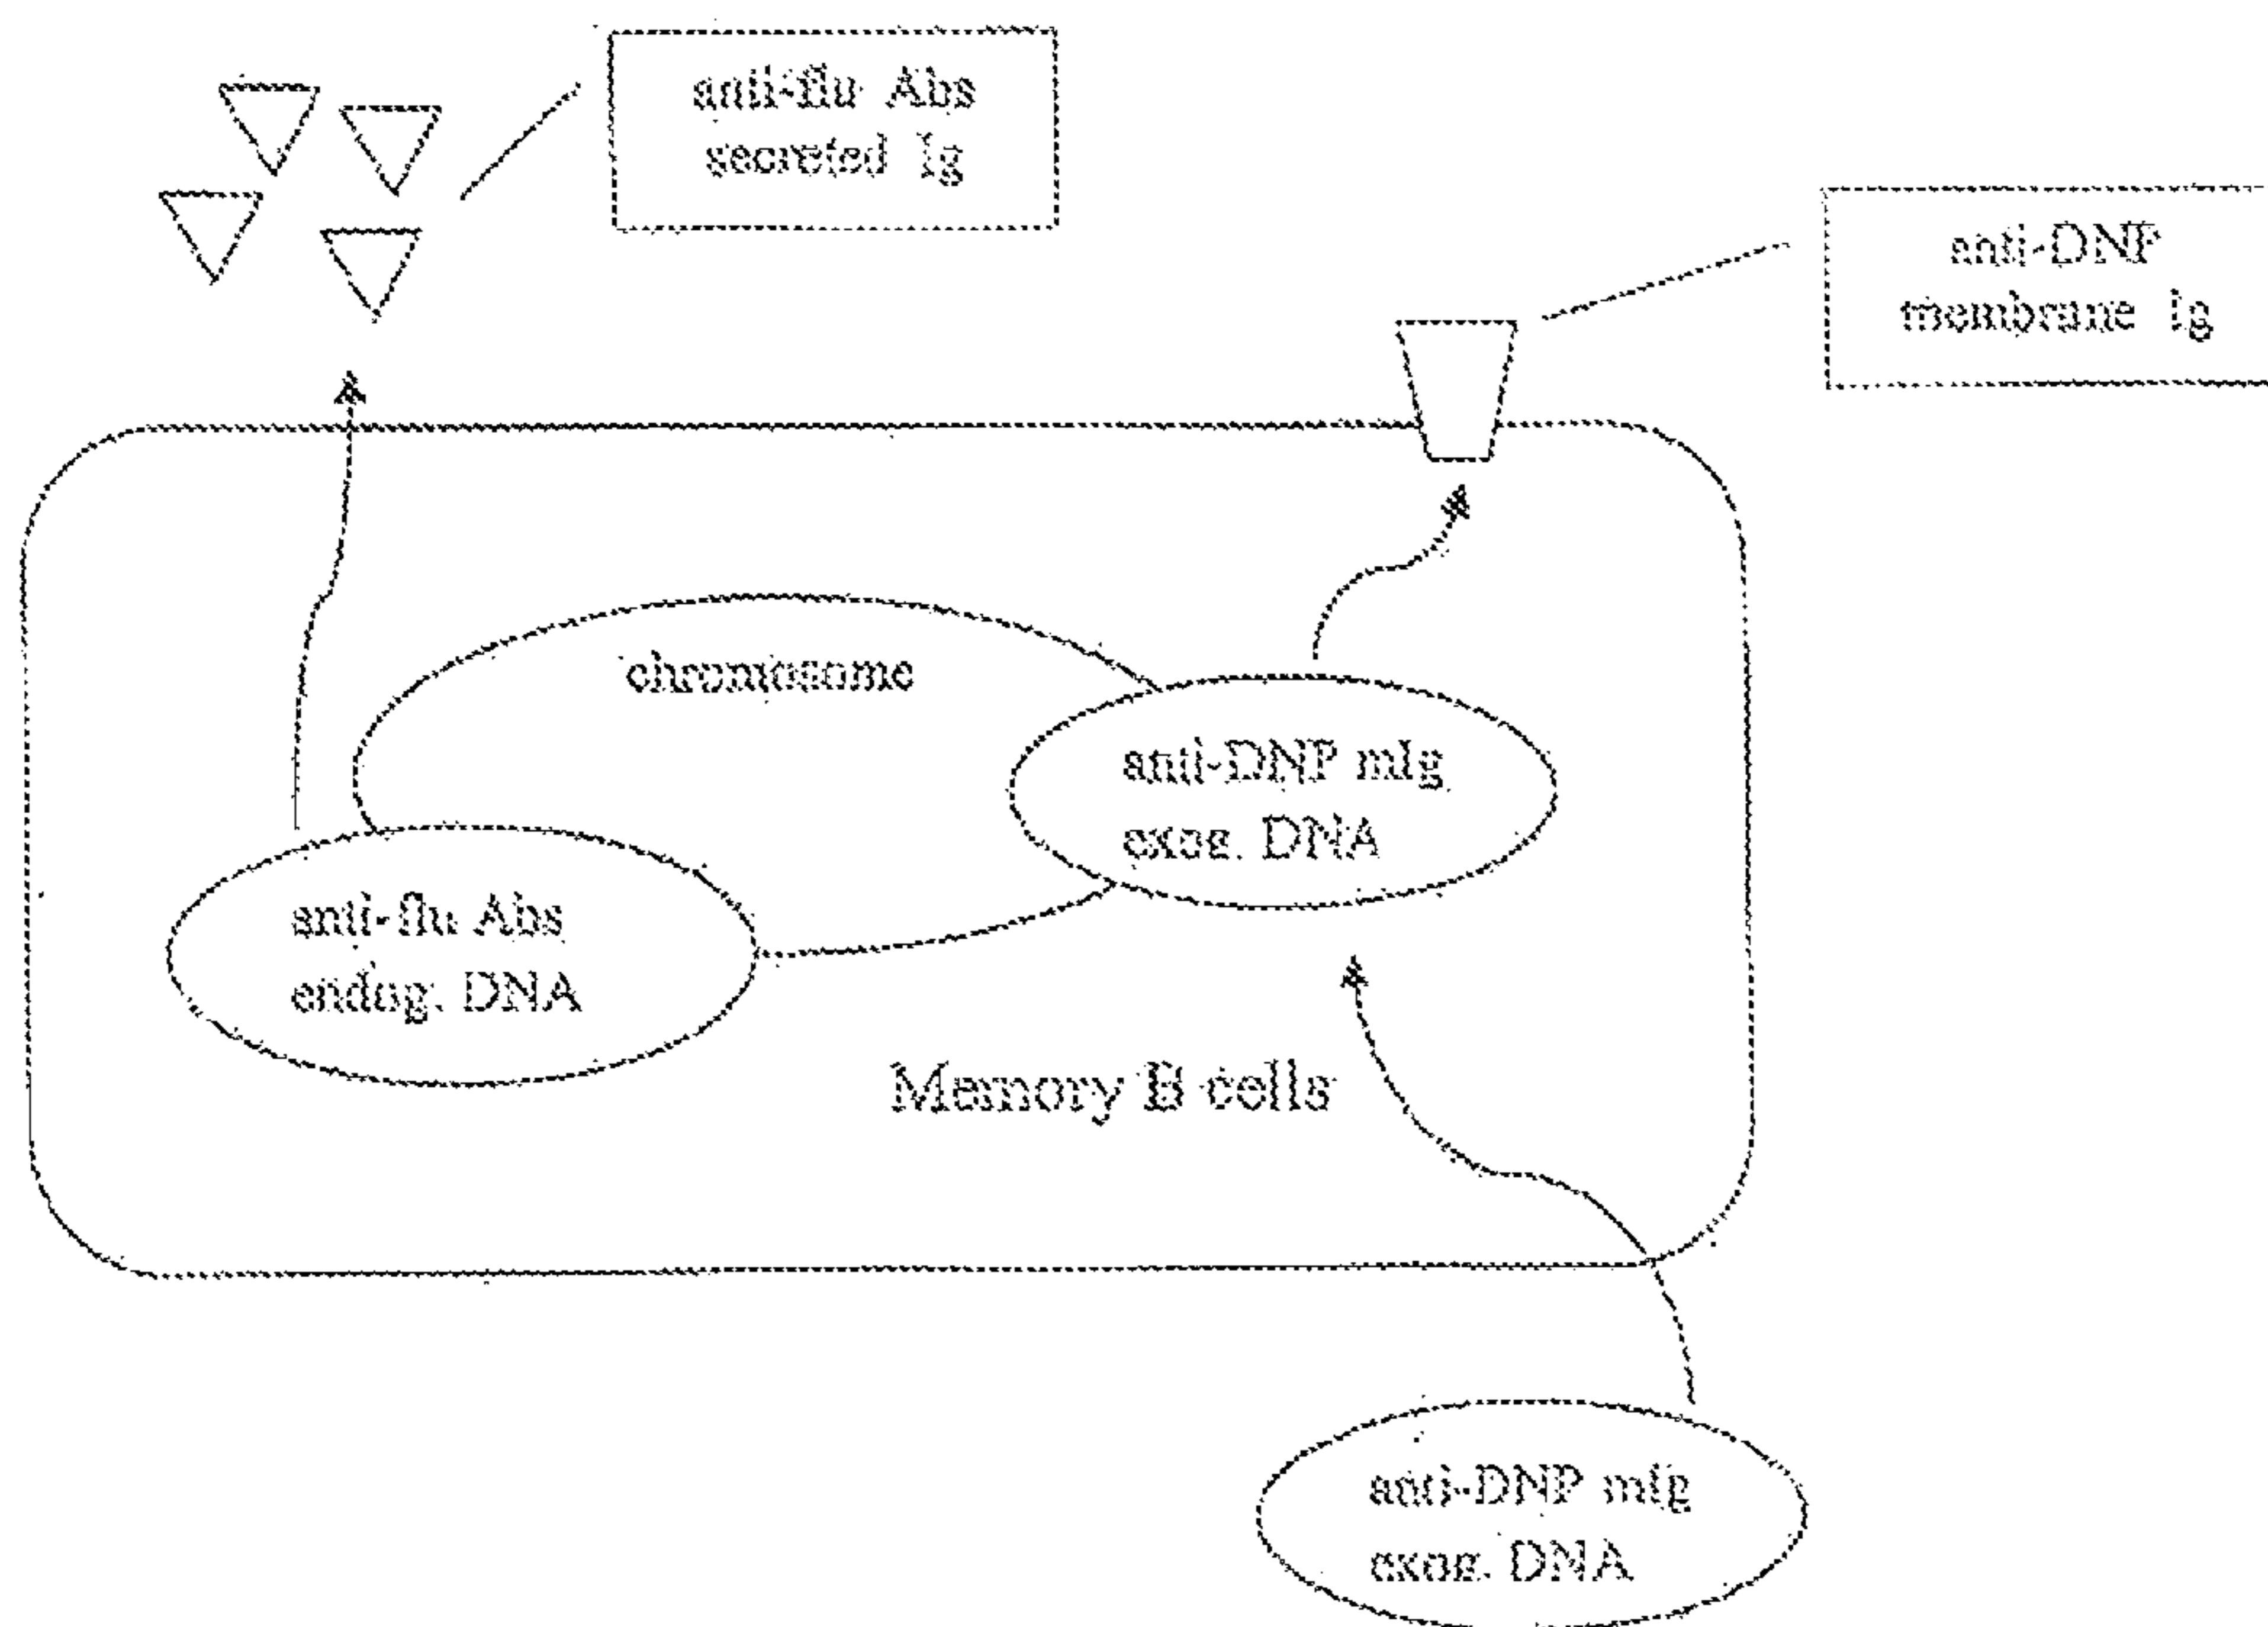 anti-flu Abs
secreted Ig
anti-DNP
membrane Ig
chromosome
anti-DNP mIg
exog. DNA
anti-flu Abs
endog. DNA
Memory B cells
anti-DNP mIg
exog. DNA